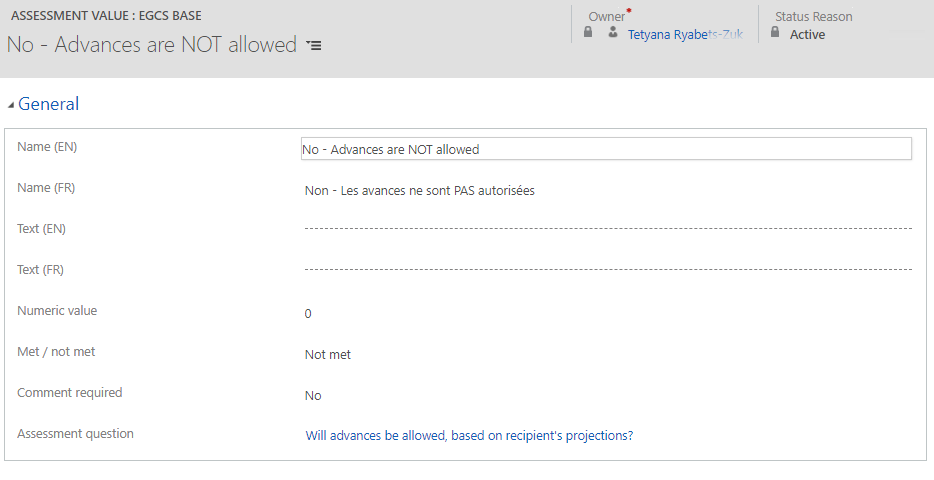 ASSESSMENT VALUE : EGCS BASE
No - Advances are NOT allowed
Owner*
Tetyana Ryabets-Zuk
Status Reason
Active
General
Name (EN) No - Advances are NOT allowed
Name (FR) Non - Les avances ne sont PAS autorisées
Text (EN)
Text (FR)
Numeric value 0
Met / not met Not met
Comment required No
Assessment question Will advances be allowed, based on recipient's projections?